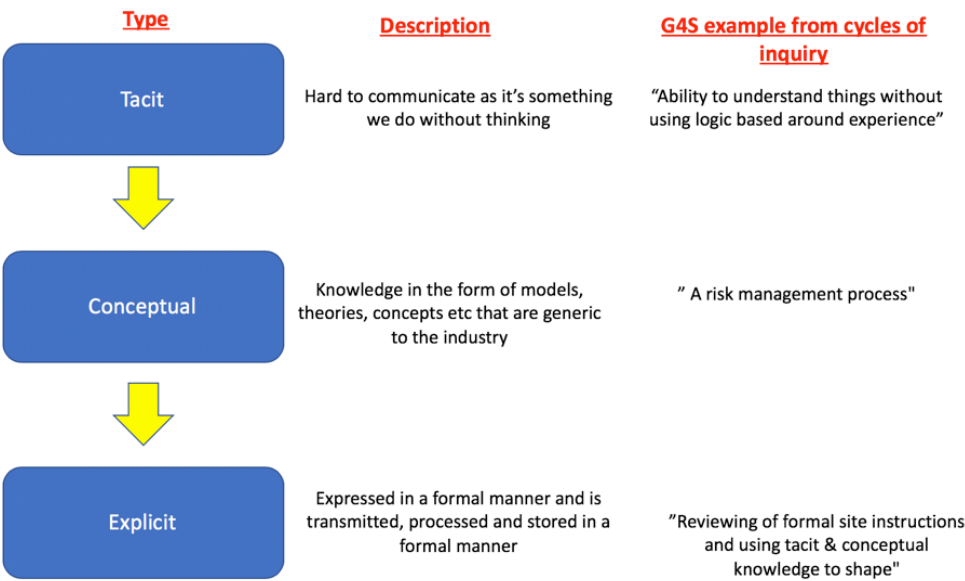 Type
Description
G4S example from cycles of
inquiry
Tacit
Hard to communicate as it’s something
we do without thinking
“Ability to understand things without
using logic based around experience”
Conceptual
Knowledge in the form of models,
theories, concepts etc that are generic
to the industry
” A risk management process"
Explicit
Expressed in a formal manner and is
transmitted, processed and stored in a
formal manner
”Reviewing of formal site instructions
and using tacit & conceptual
knowledge to shape"